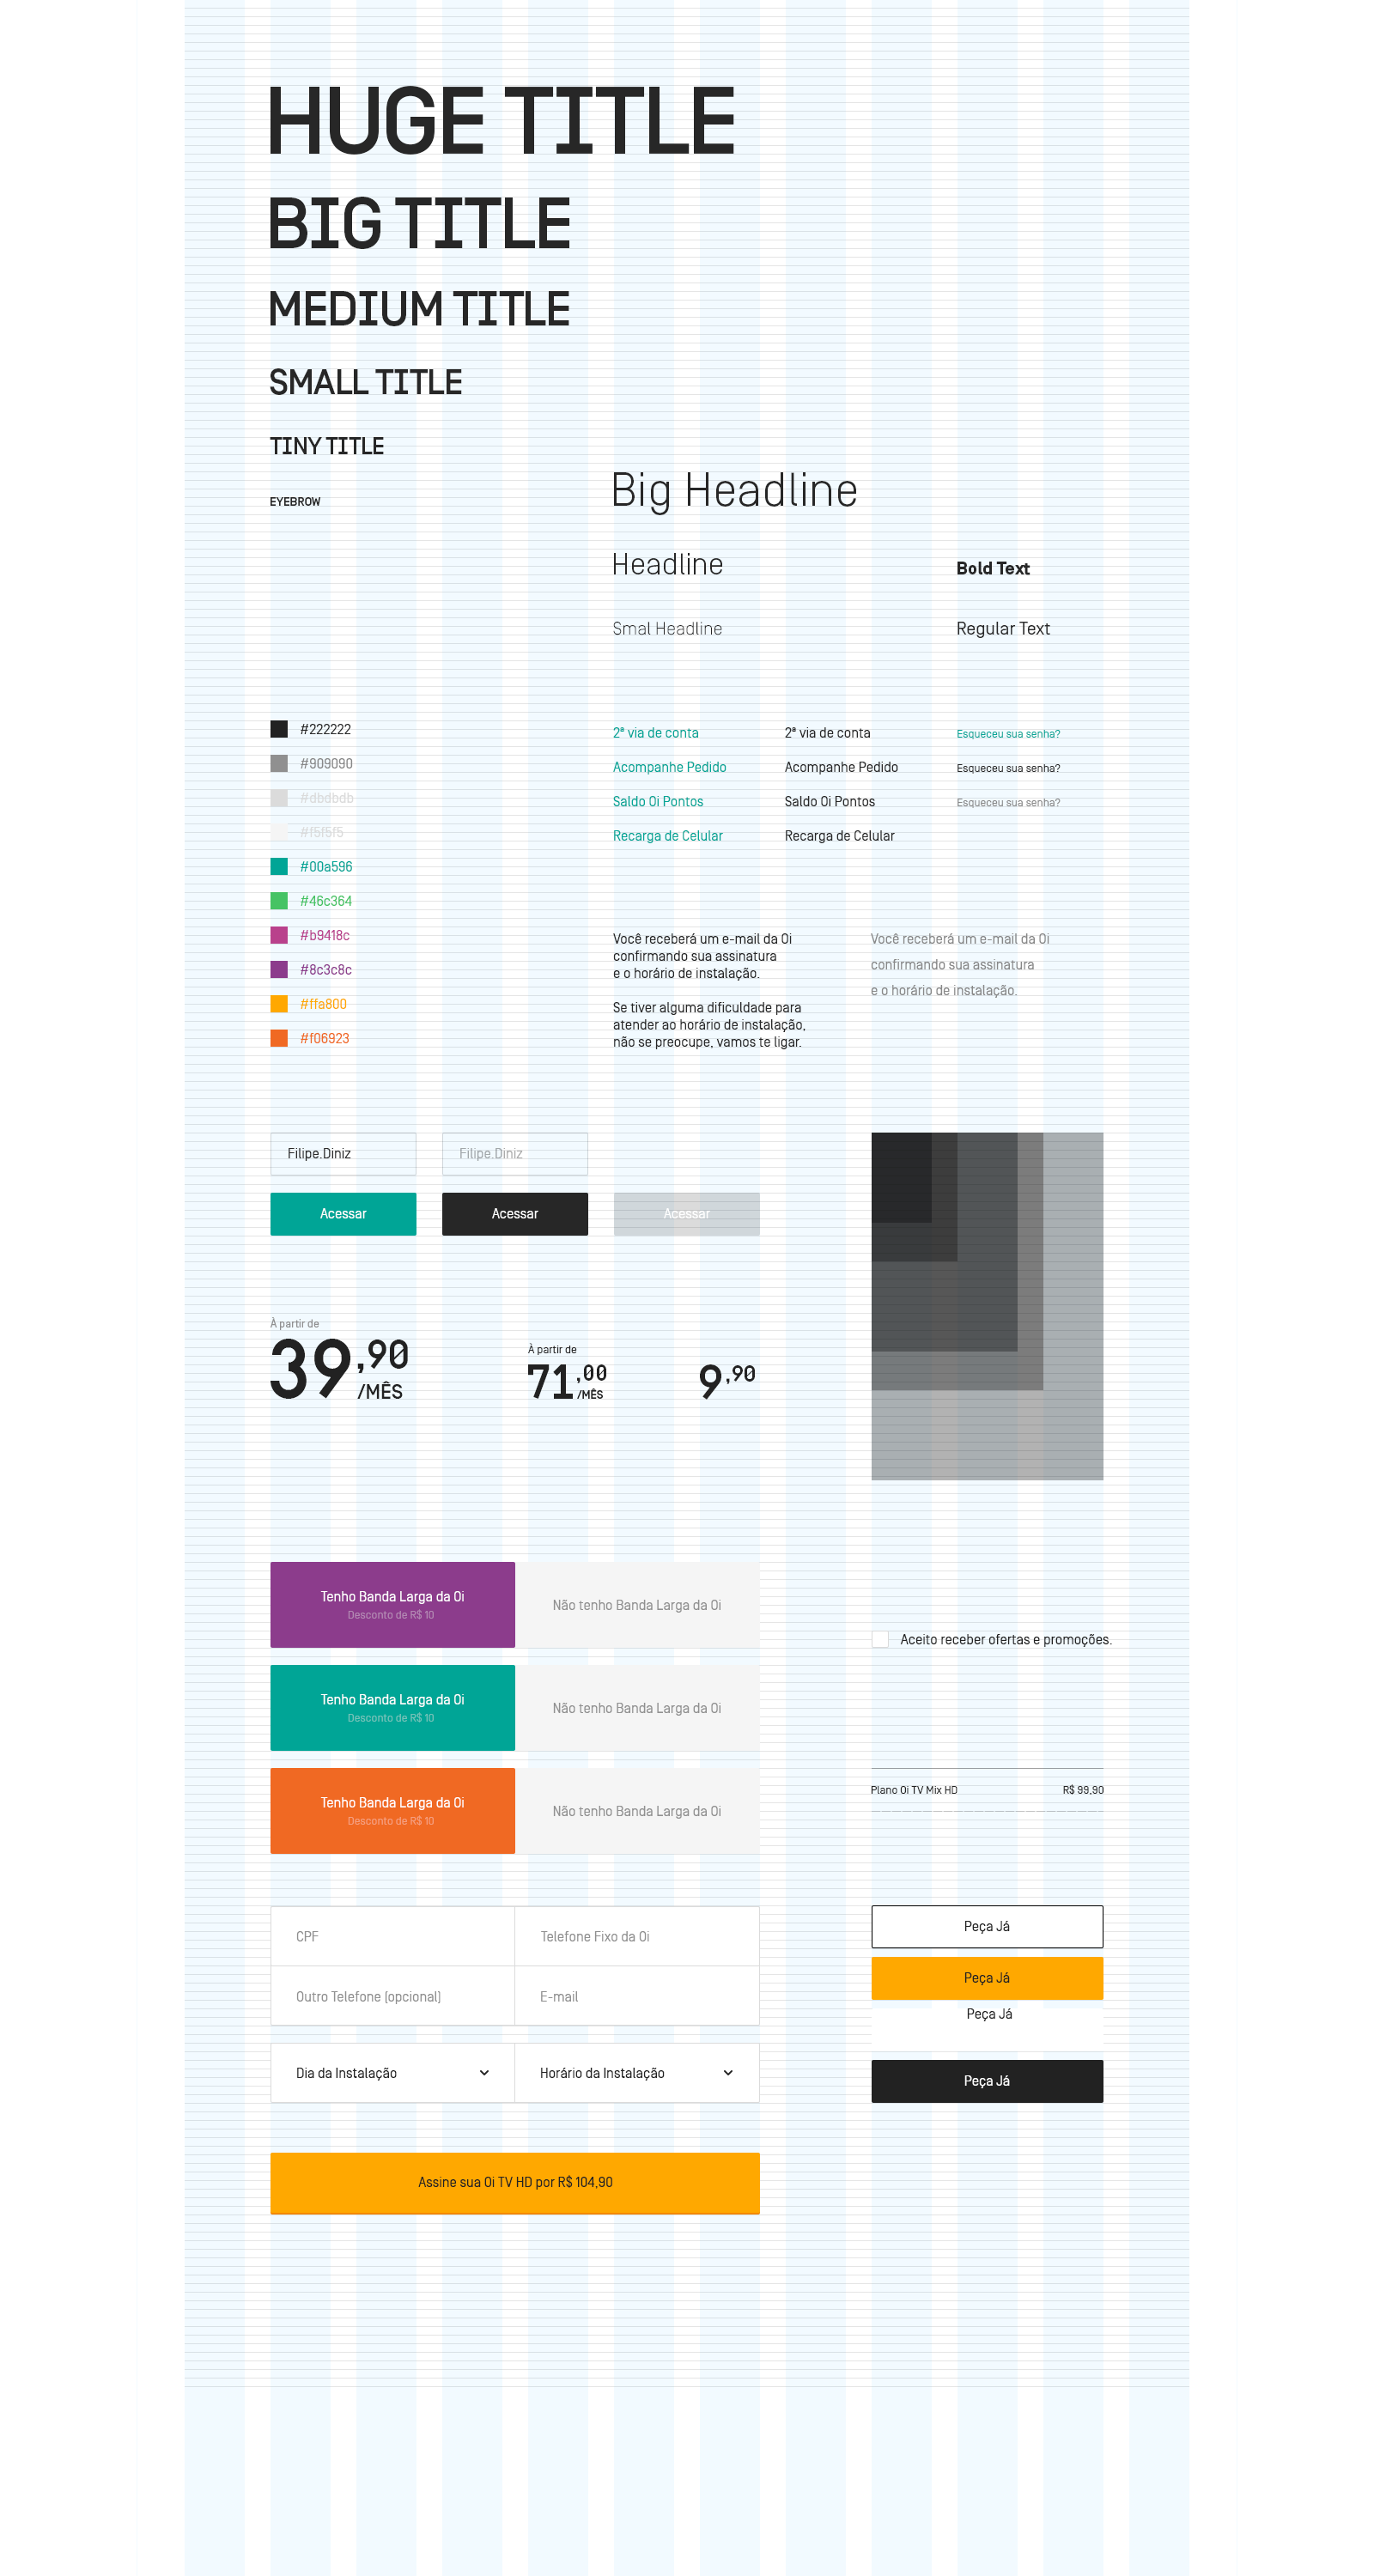 HUGE TITLE
BIG TITLE
MEDIUM TITLE
SMALL TITLE
TINY TITLE
EYEBROW
Big Headline
Headline
Bold Text
Smal Headline
Regular Text
#222222
#909090
#dbdbdb
#f5f5f5
#00a596
#46c364
#b9418c
#8c3c8c
#ffa800
#f06923
2ª via de conta
Acompanhe Pedido
Saldo Oi Pontos
Recarga de Celular
2ª via de conta
Acompanhe Pedido
Saldo Oi Pontos
Recarga de Celular
Esqueceu sua senha?
Esqueceu sua senha?
Esqueceu sua senha?
Você receberá um e-mail da Oi
confirmando sua assinatura
e o horário de instalação.
Se tiver alguma dificuldade para
atender ao horário de instalação,
não se preocupe, vamos te ligar.
Você receberá um e-mail da Oi
confirmando sua assinatura
e o horário de instalação.
Filipe.Diniz
Filipe.Diniz
Acessar
Acessar
Acessar
À partir de
39,90
/MÊS
À partir de
71,00
/MÊS
9,90
Tenho Banda Larga da Oi
Desconto de R$ 10
Não tenho Banda Larga da Oi
Aceito receber ofertas e promoções.
Tenho Banda Larga da Oi
Desconto de R$ 10
Não tenho Banda Larga da Oi
Plano Oi TV Mix HD
R$ 99,90
Tenho Banda Larga da Oi
Desconto de R$ 10
Não tenho Banda Larga da Oi
CPF
Telefone Fixo da Oi
Outro Telefone (opcional)
E-mail
Dia da Instalação
Horário da Instalação
Peça Já
Peça Já
Peça Já
Peça Já
Assine sua Oi TV HD por R$ 104,90